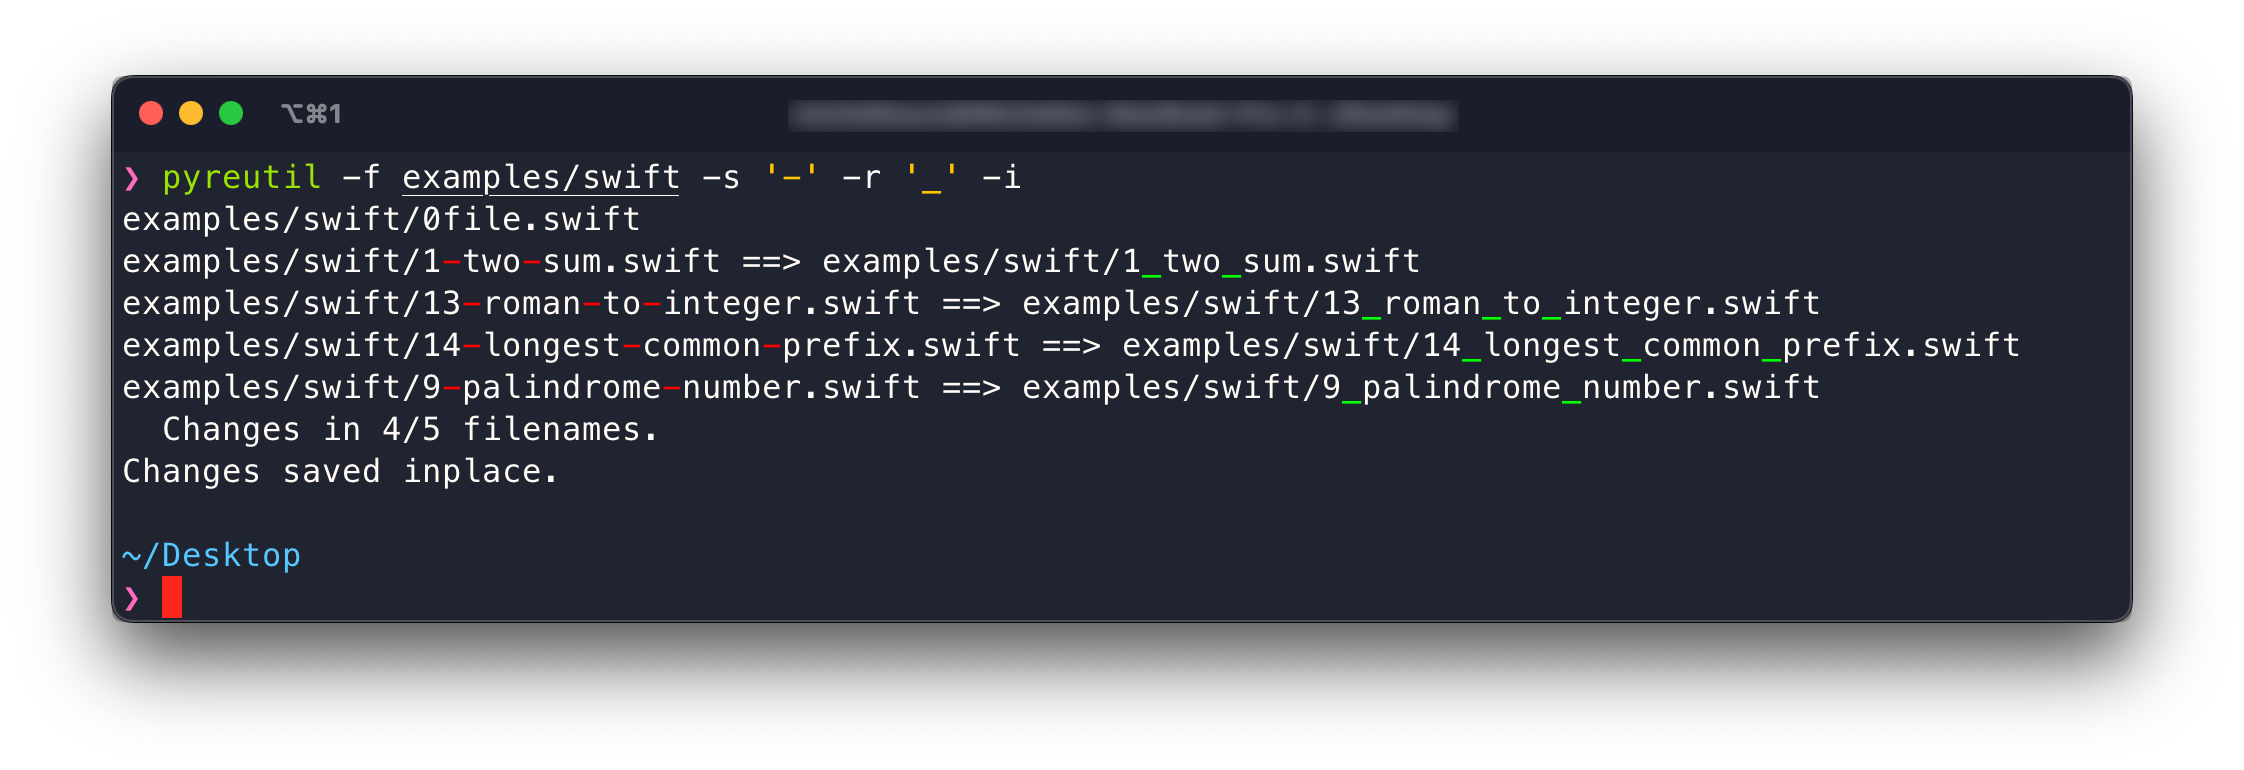 ⌥⌘1
❯ pyreutil -f examples/swift -s '-' -r '_' -i
examples/swift/0file.swift
examples/swift/1-two-sum.swift ==> examples/swift/1_two_sum.swift
examples/swift/13-roman-to-integer.swift ==> examples/swift/13_roman_to_integer.swift
examples/swift/14-longest-common-prefix.swift ==> examples/swift/14_longest_common_prefix.swift
examples/swift/9-palindrome-number.swift ==> examples/swift/9_palindrome_number.swift
  Changes in 4/5 filenames.
Changes saved inplace.
~/Desktop
❯